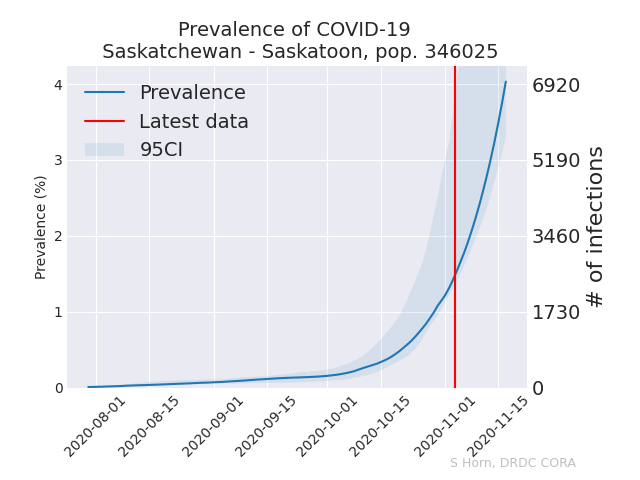 Prevalence of COVID-19
Saskatchewan - Saskatoon, pop. 346025
Prevalence
Latest data
95CI
Prevalence (%)
4
3
2
1
0
6920
5190
3460
1730
0
# of infections
2020-08-01
2020-08-15
2020-09-01
2020-09-15
2020-10-01
2020-10-15
2020-11-01
2020-11-15
S Horn, DRDC CORA